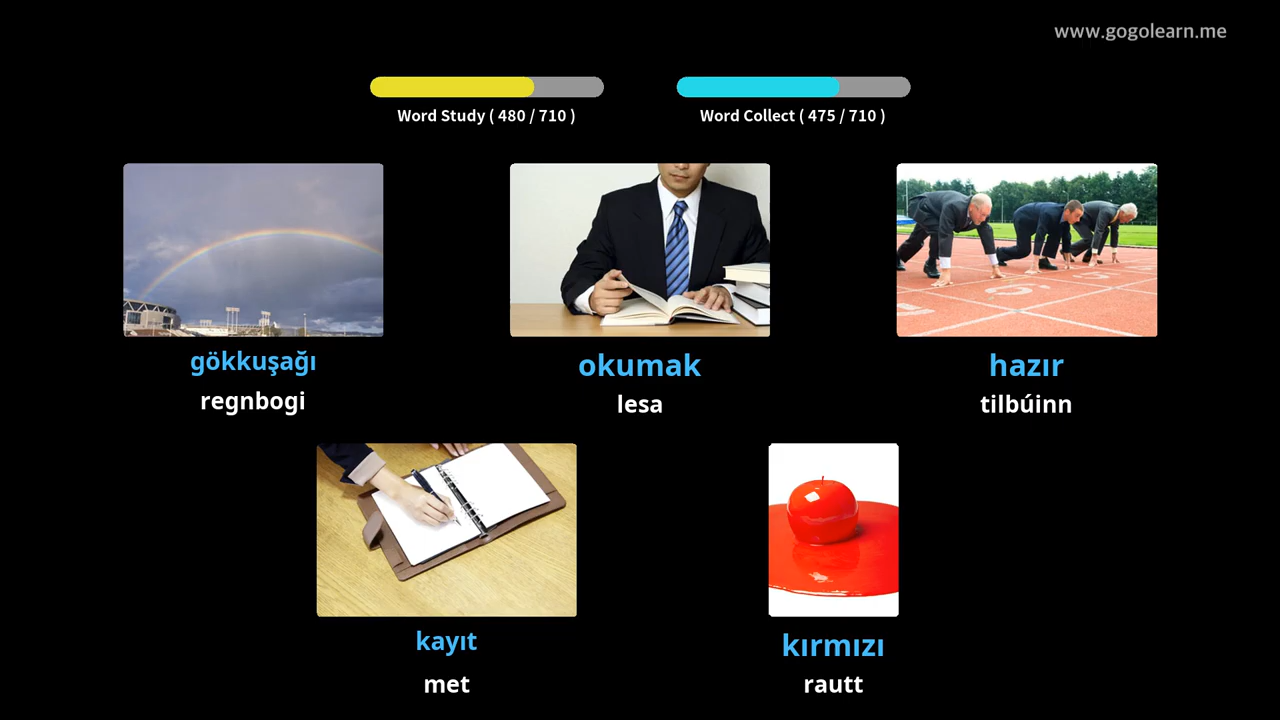 www.gogolearn.me
Word Study ( 480 / 710 )
Word Collect ( 475 / 710 )
gökkuşağı
regnbogi
okumak
lesa
hazır
tilbúinn
kayıt
met
kırmızı
rautt